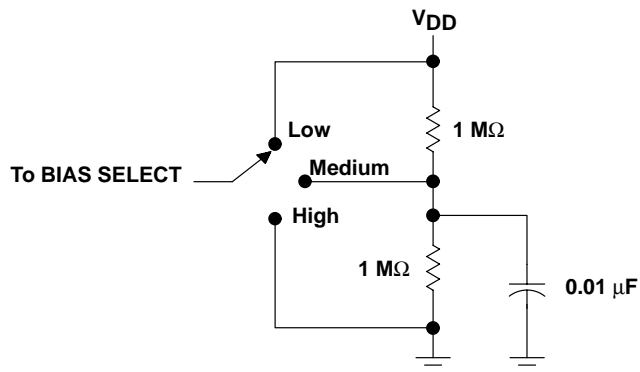 VDD
Low
1 MΩ
To BIAS SELECT
Medium
High
1 MΩ
0.01 μF